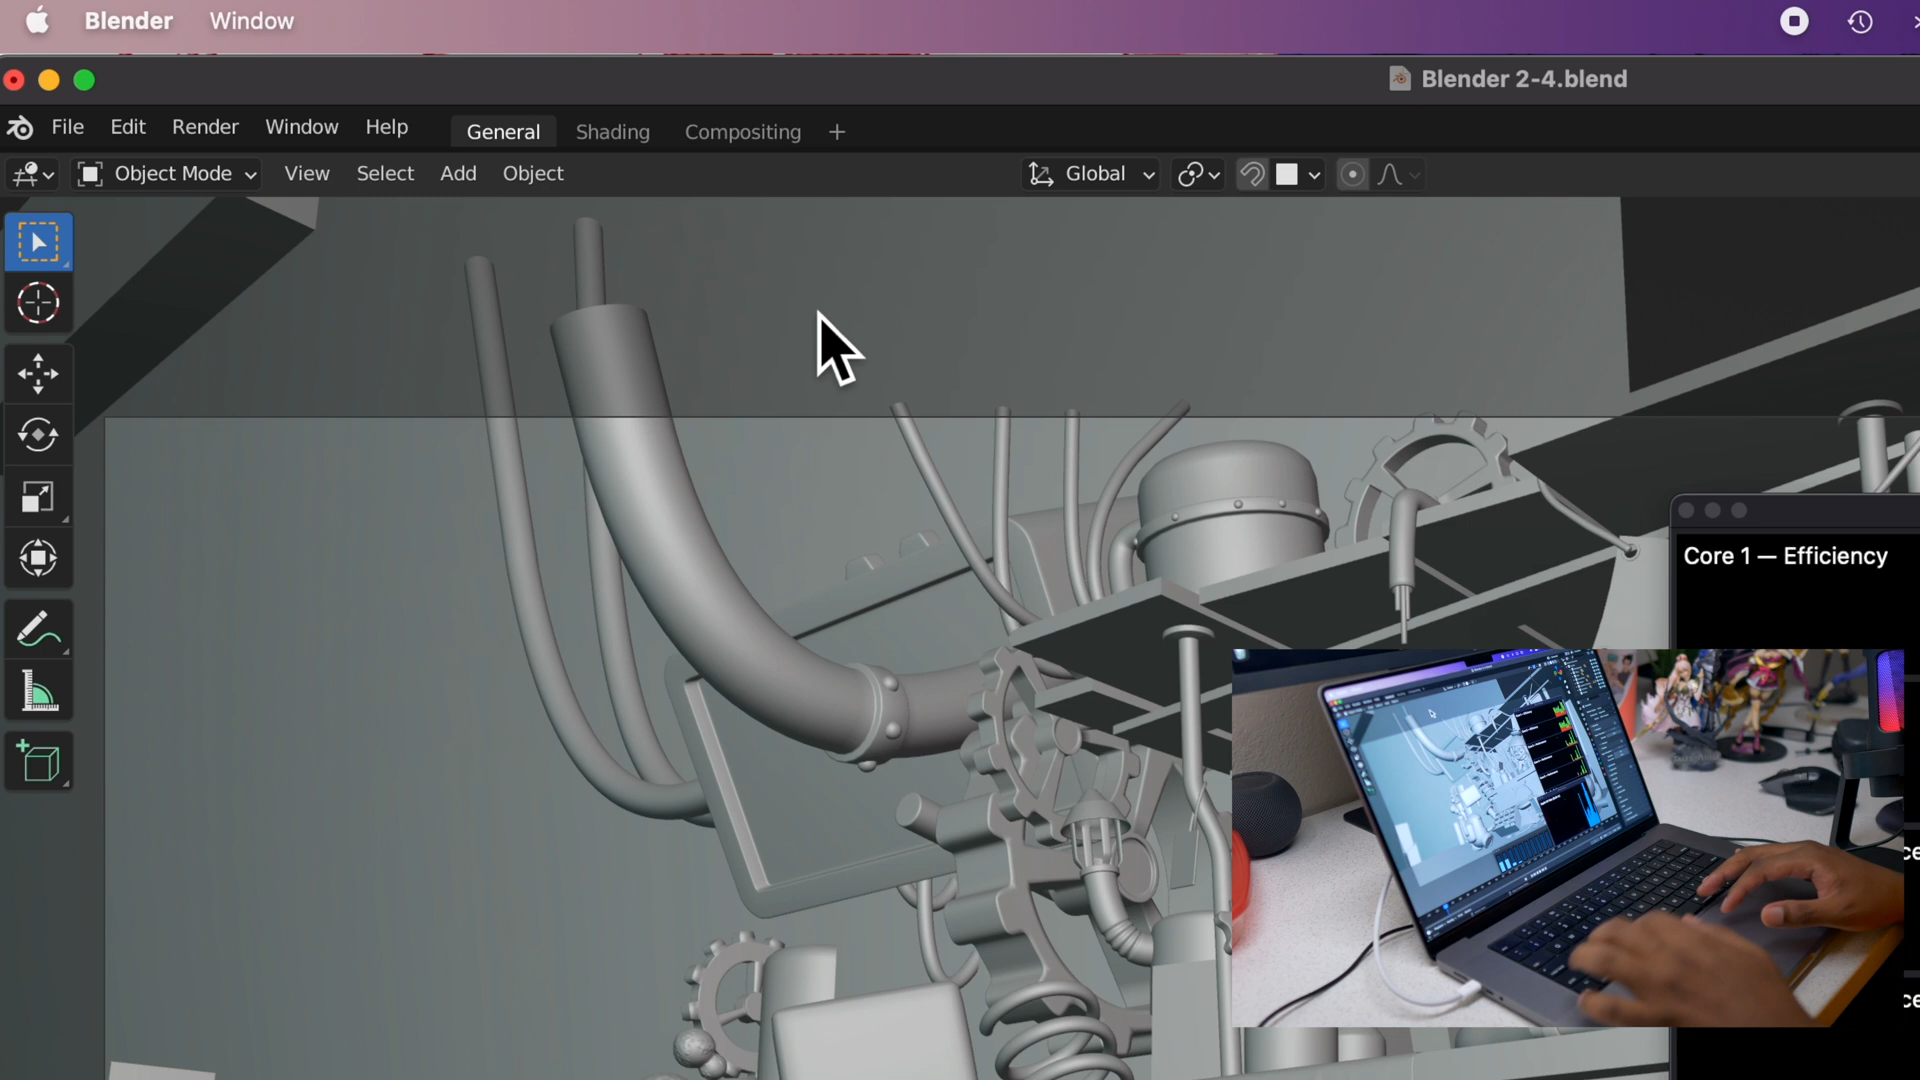 Blender Window
Blender 2-4.blend
File Edit Render Window Help General Shading Compositing +
Object Mode View Select Add Object Global
Core 1 — Efficiency